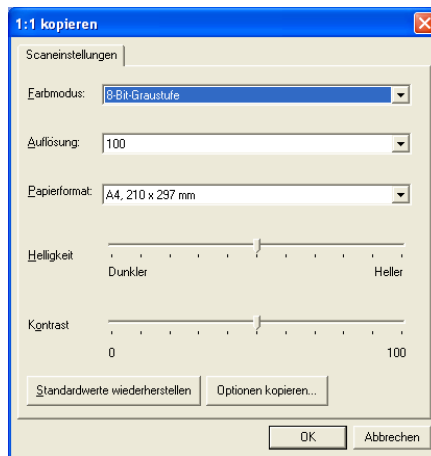 1:1 kopieren
Scaneinstellungen
Farbmodus: 8-Bit-Graustufe
Auflösung: 100
Papierformat: A4, 210 x 297 mm
Helligkeit
Dunkler Heller
Kontrast
0 100
Standardwerte wiederherstellen Optionen kopieren...
OK Abbrechen